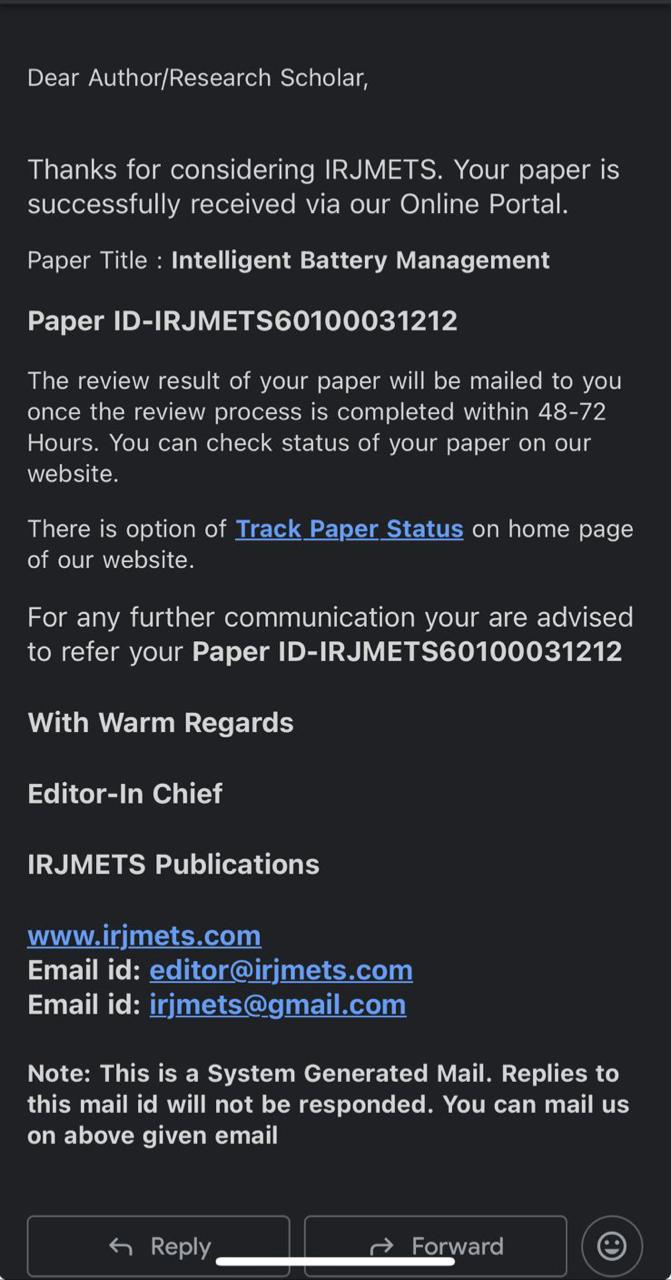 Dear Author/Research Scholar,
Thanks for considering IRJMETS. Your paper is
successfully received via our Online Portal.
Paper Title : Intelligent Battery Management
Paper ID-IRJMETS60100031212
The review result of your paper will be mailed to you
once the review process is completed within 48-72
Hours. You can check status of your paper on our
website.
There is option of Track Paper Status on home page
of our website.
For any further communication your are advised
to refer your Paper ID-IRJMETS60100031212
With Warm Regards
Editor-In Chief
IRJMETS Publications
www.irjmets.com
Email id: editor@irjmets.com
Email id: irjmets@gmail.com
Note: This is a System Generated Mail. Replies to
this mail id will not be responded. You can mail us
on above given email
Reply Forward